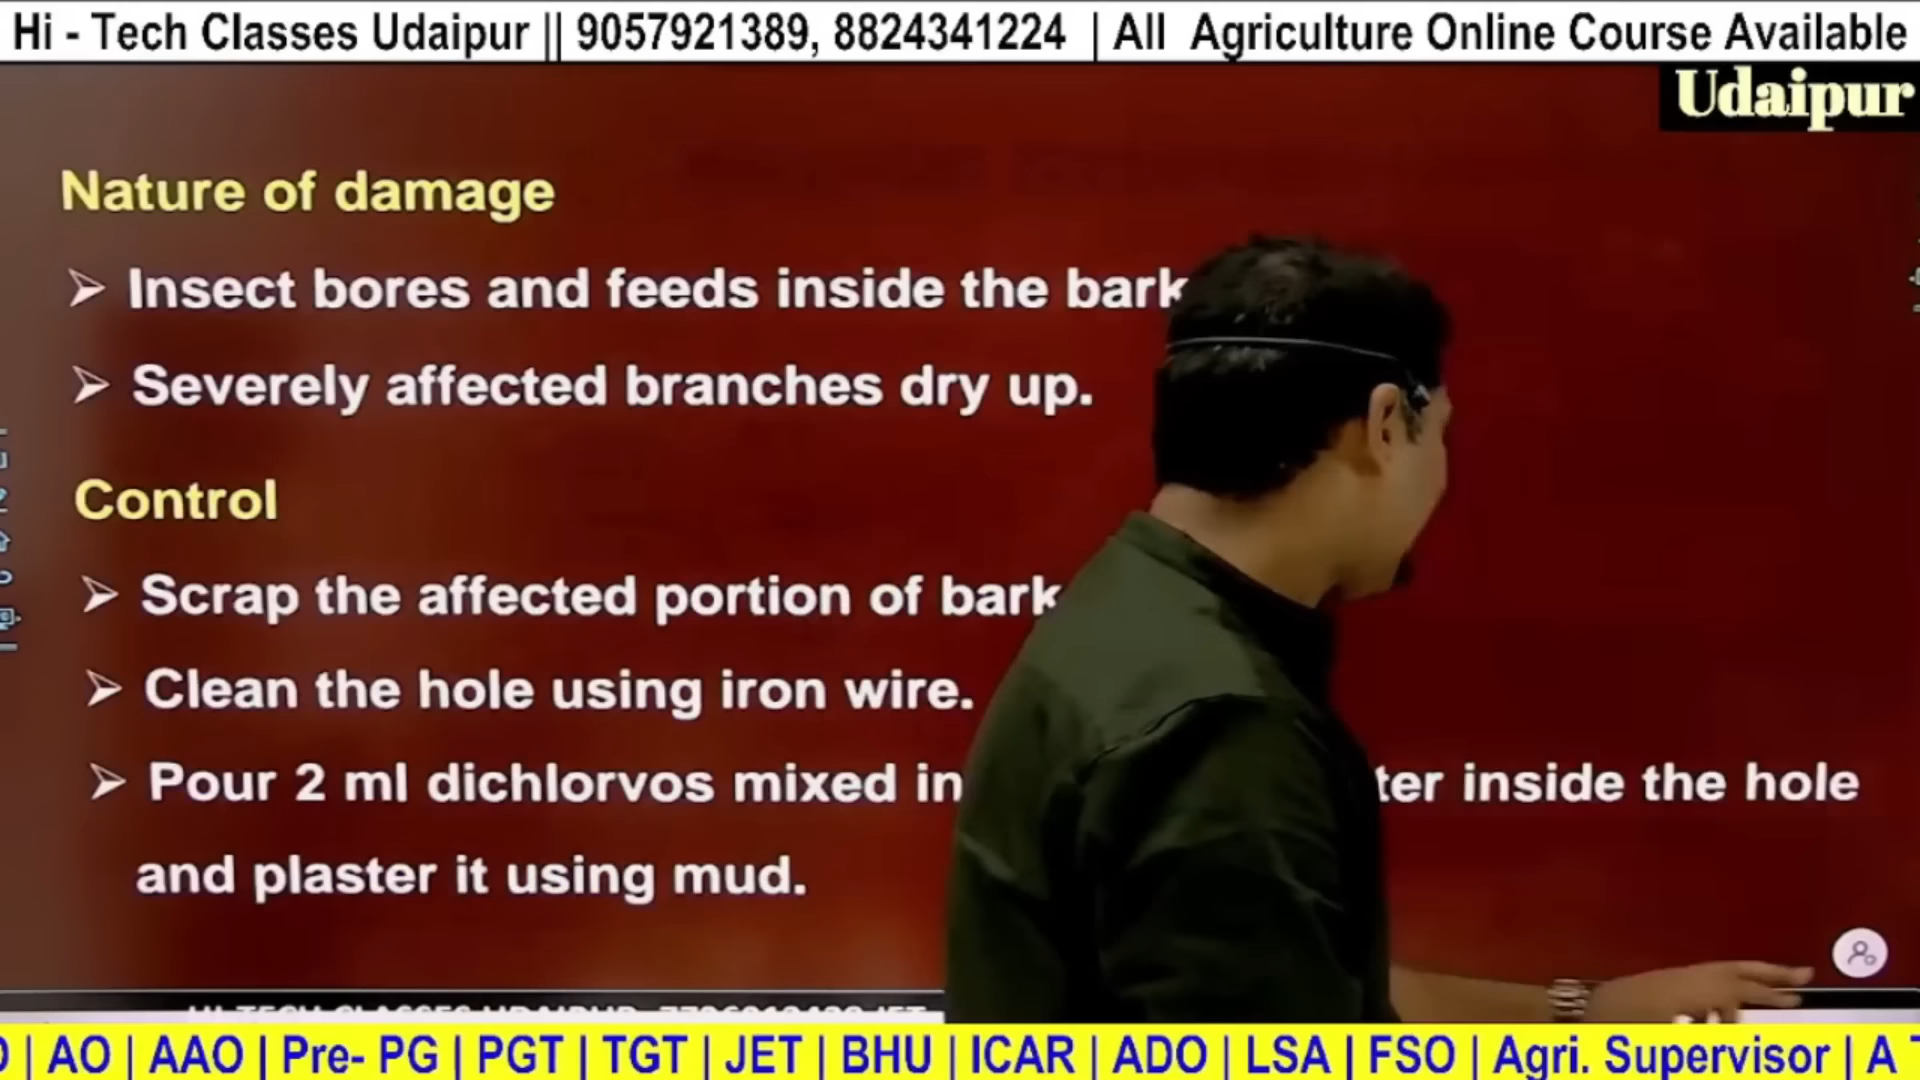 Hi - Tech Classes Udaipur || 9057921389, 8824341224 | All Agriculture Online Course Available
Udaipur
Nature of damage
➢ Insect bores and feeds inside the bark
➢ Severely affected branches dry up.
Control
➢ Scrap the affected portion of bark
➢ Clean the hole using iron wire.
➢ Pour 2 ml dichlorvos mixed in ter inside the hole
and plaster it using mud.
| AO | AAO | Pre- PG | PGT | TGT | JET | BHU | ICAR | ADO | LSA | FSO | Agri. Supervisor | A